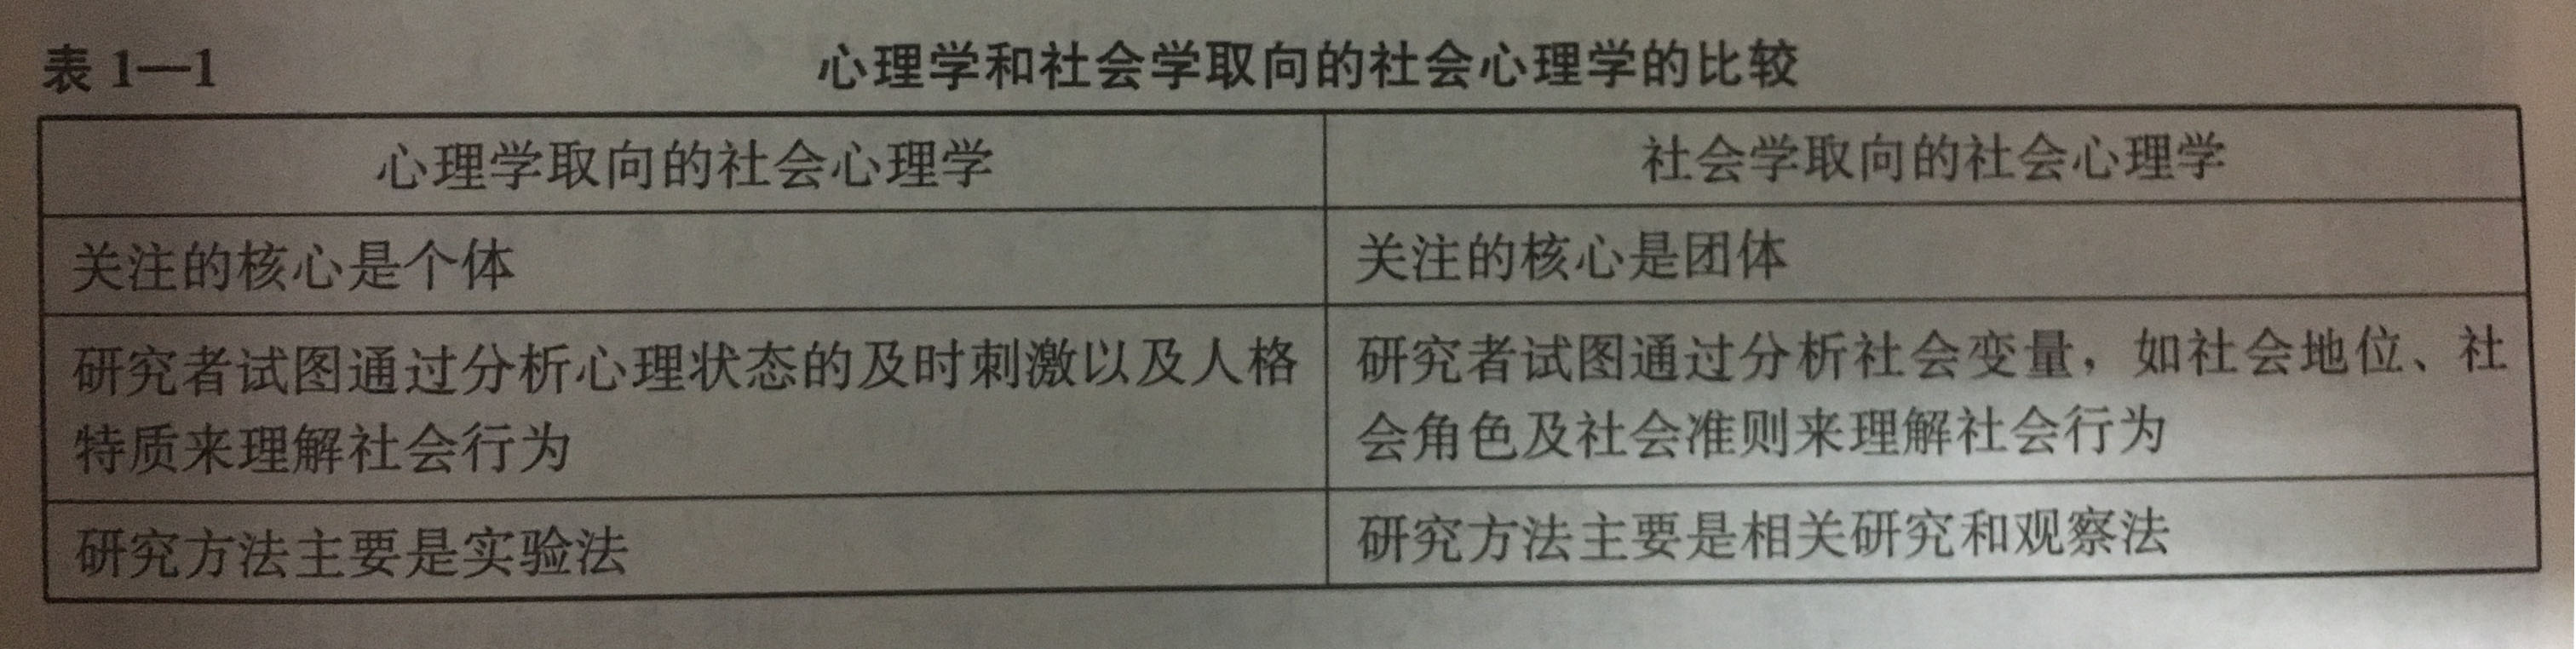 表 1—1 心理学和社会学取向的社会心理学的比较
心理学取向的社会心理学 社会学取向的社会心理学
关注的核心是个体 关注的核心是团体
研究者试图通过分析心理状态的及时刺激以及人格
特质来理解社会行为
研究者试图通过分析社会变量，如社会地位、社
会角色及社会准则来理解社会行为
研究方法主要是实验法 研究方法主要是相关研究和观察法